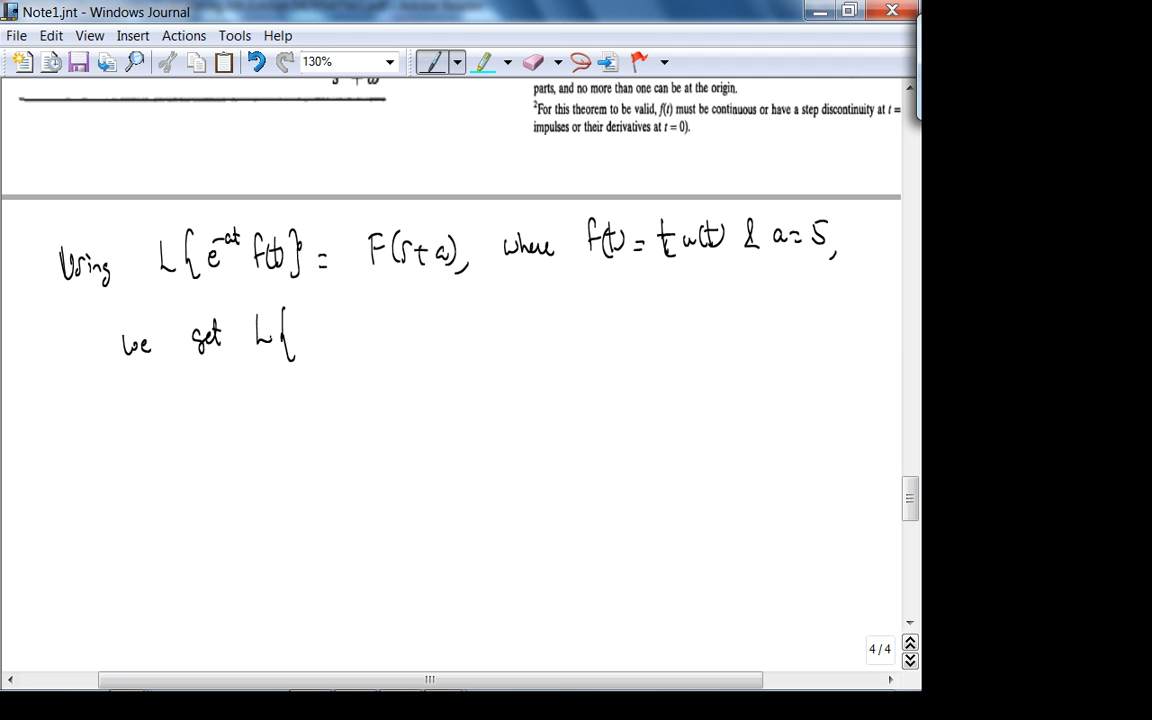 Note1.jnt - Windows Journal
File Edit View Insert Actions Tools Help
130%
parts, and no more than one can be at the origin.
²For this theorem to be valid, f(t) must be continuous or have a step discontinuity at t =
impulses or their derivatives at t = 0).
Using L{e^-at f(t)} = F(s+a), where f(t) = t u(t) & a = 5,
we get L{
4 / 4